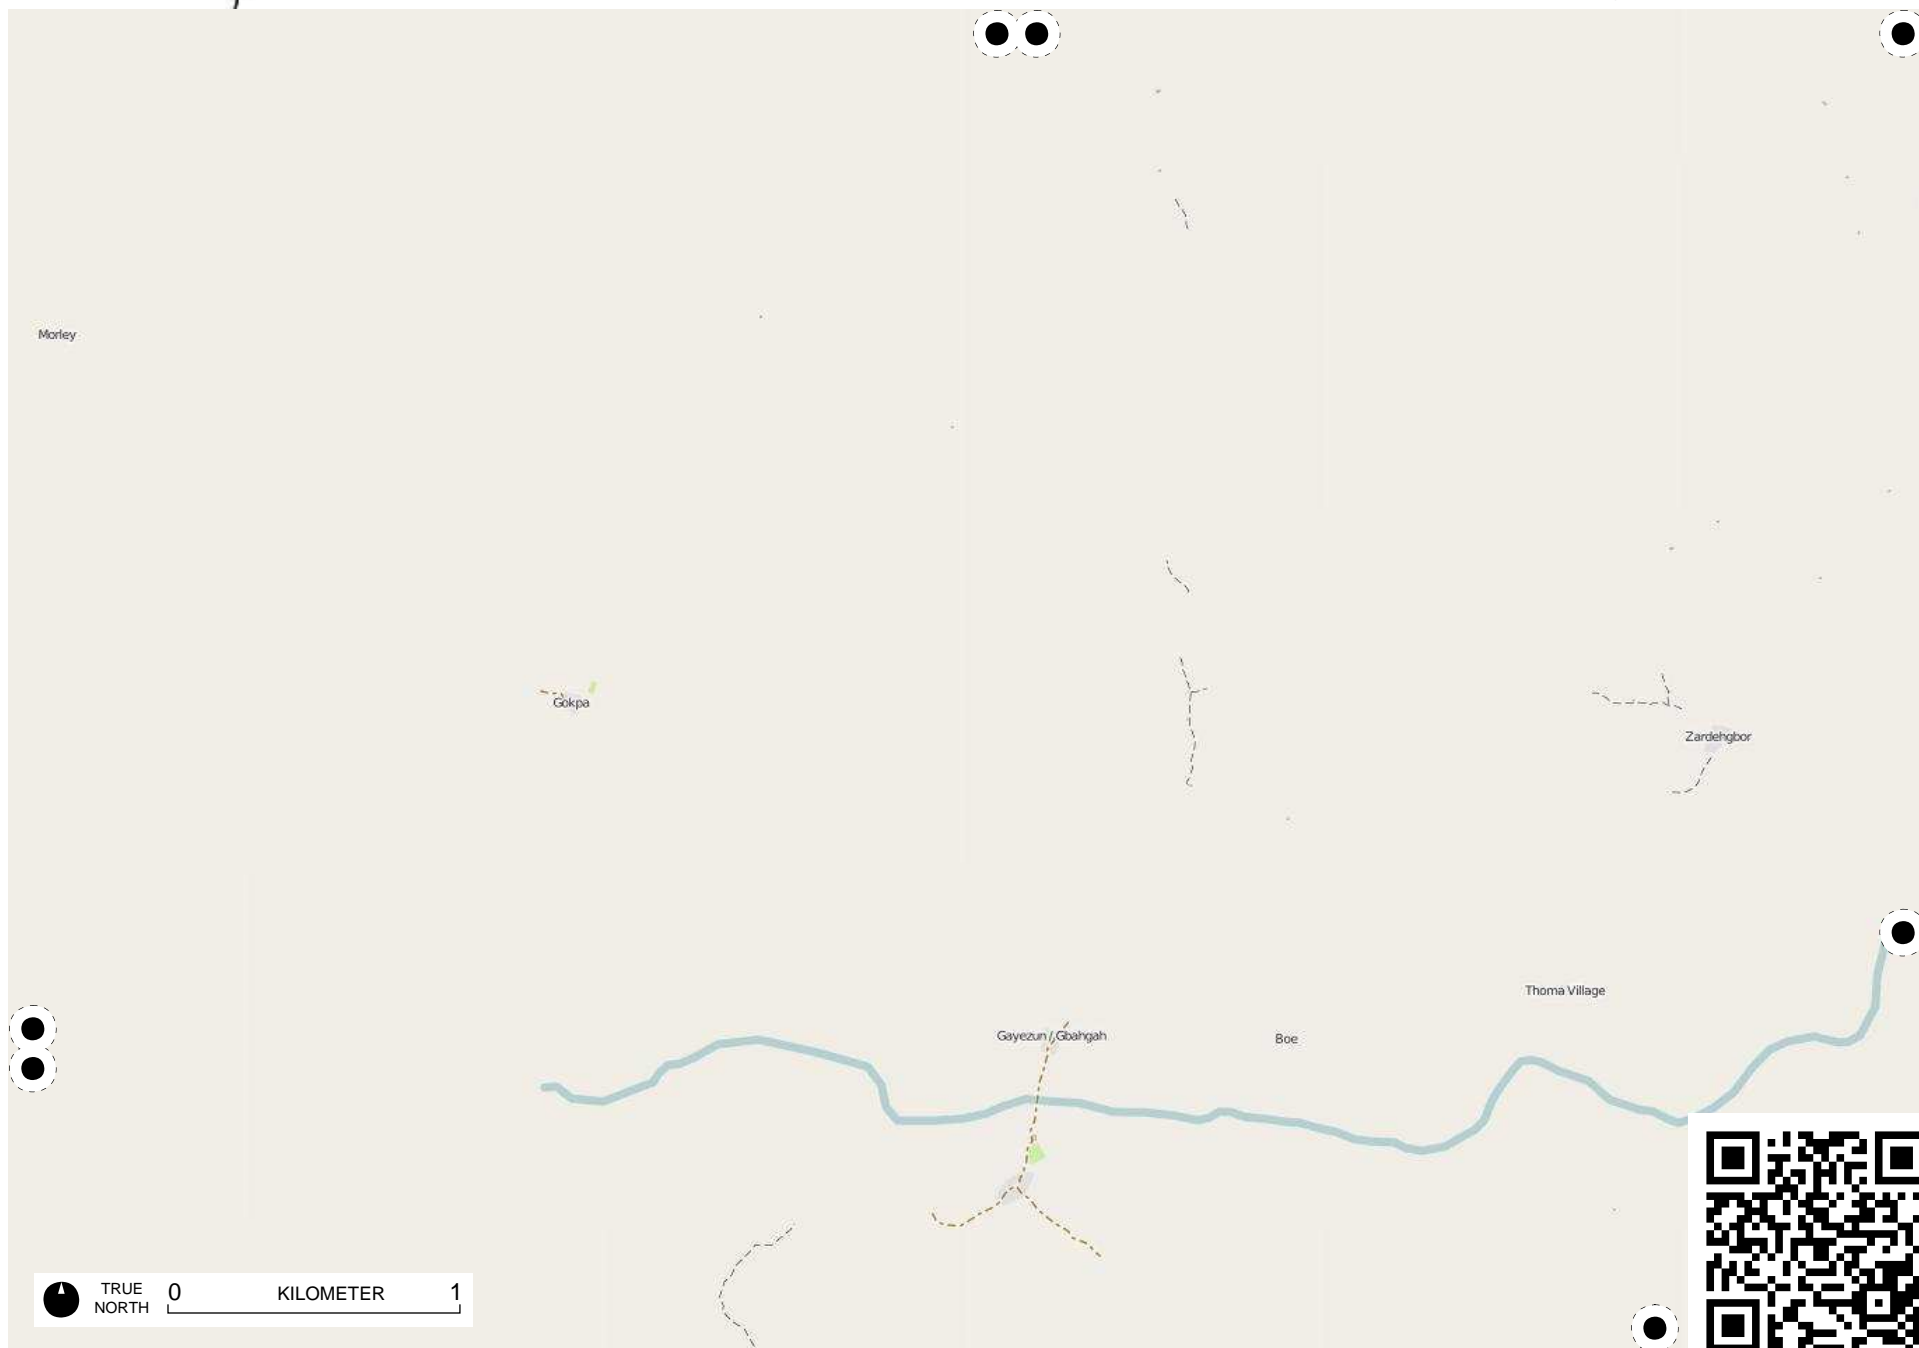 Morley
Gokpa
Zardehgbor
Thoma Village
Gayezun / Gbahgah
Boe
TRUE
NORTH
0 KILOMETER 1